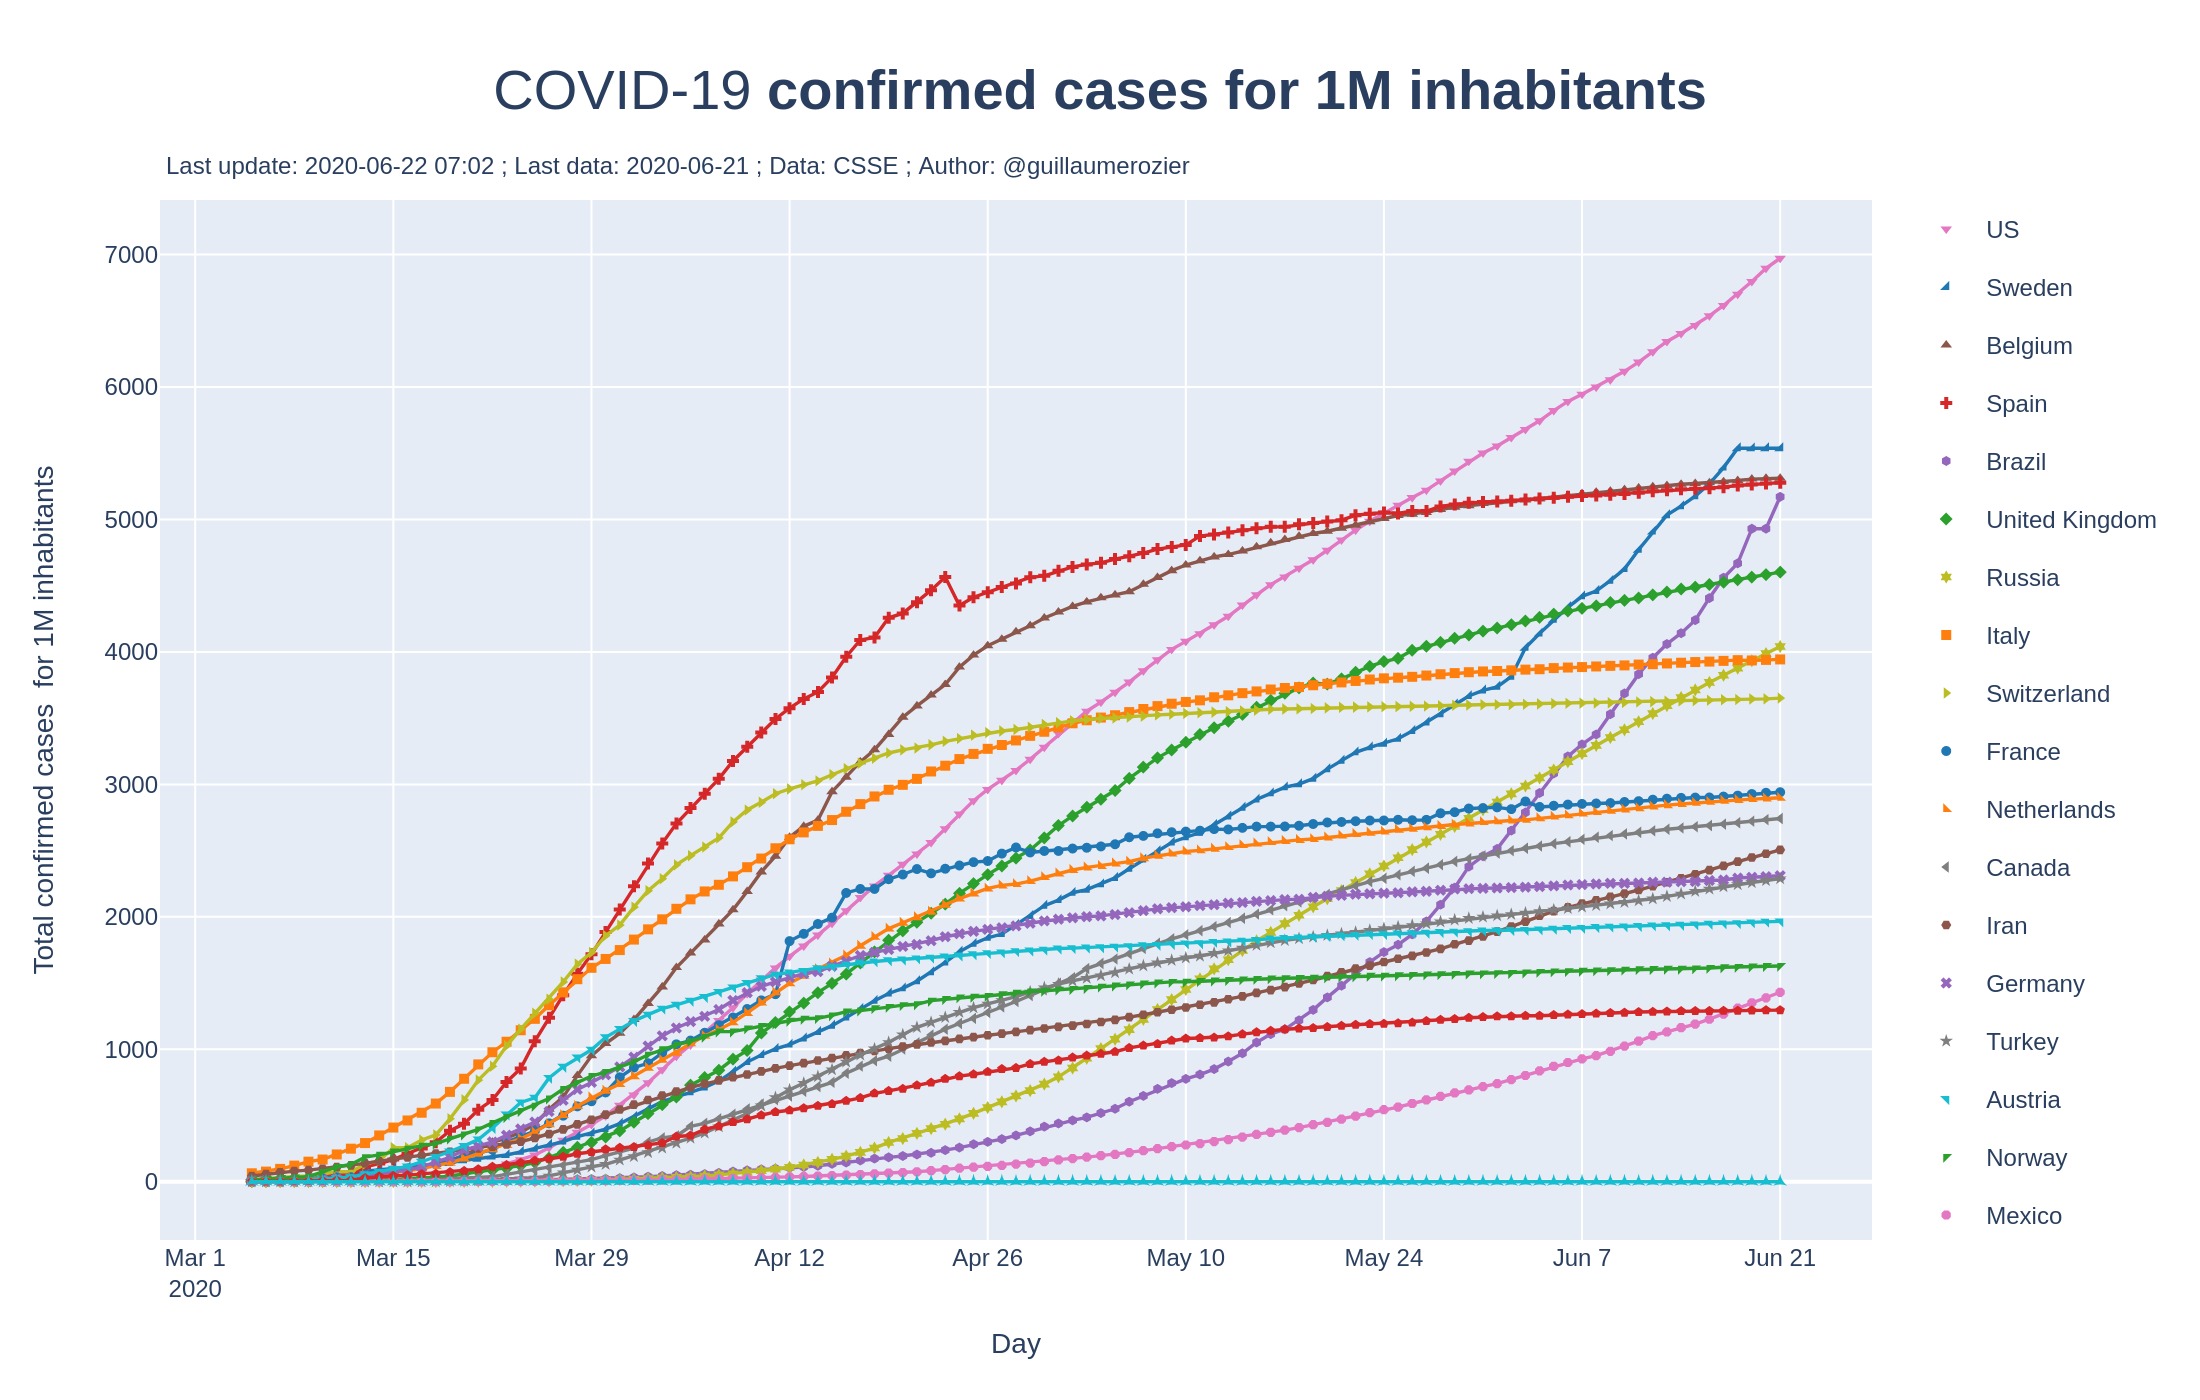 COVID-19 confirmed cases for 1M inhabitants
Last update: 2020-06-22 07:02 ; Last data: 2020-06-21 ; Data: CSSE ; Author: @guillaumerozier
Total confirmed cases  for 1M inhabitants
7000
6000
5000
4000
3000
2000
1000
0
Mar 1
2020
Mar 15
Mar 29
Apr 12
Apr 26
May 10
May 24
Jun 7
Jun 21
Day
US
Sweden
Belgium
Spain
Brazil
United Kingdom
Russia
Italy
Switzerland
France
Netherlands
Canada
Iran
Germany
Turkey
Austria
Norway
Mexico